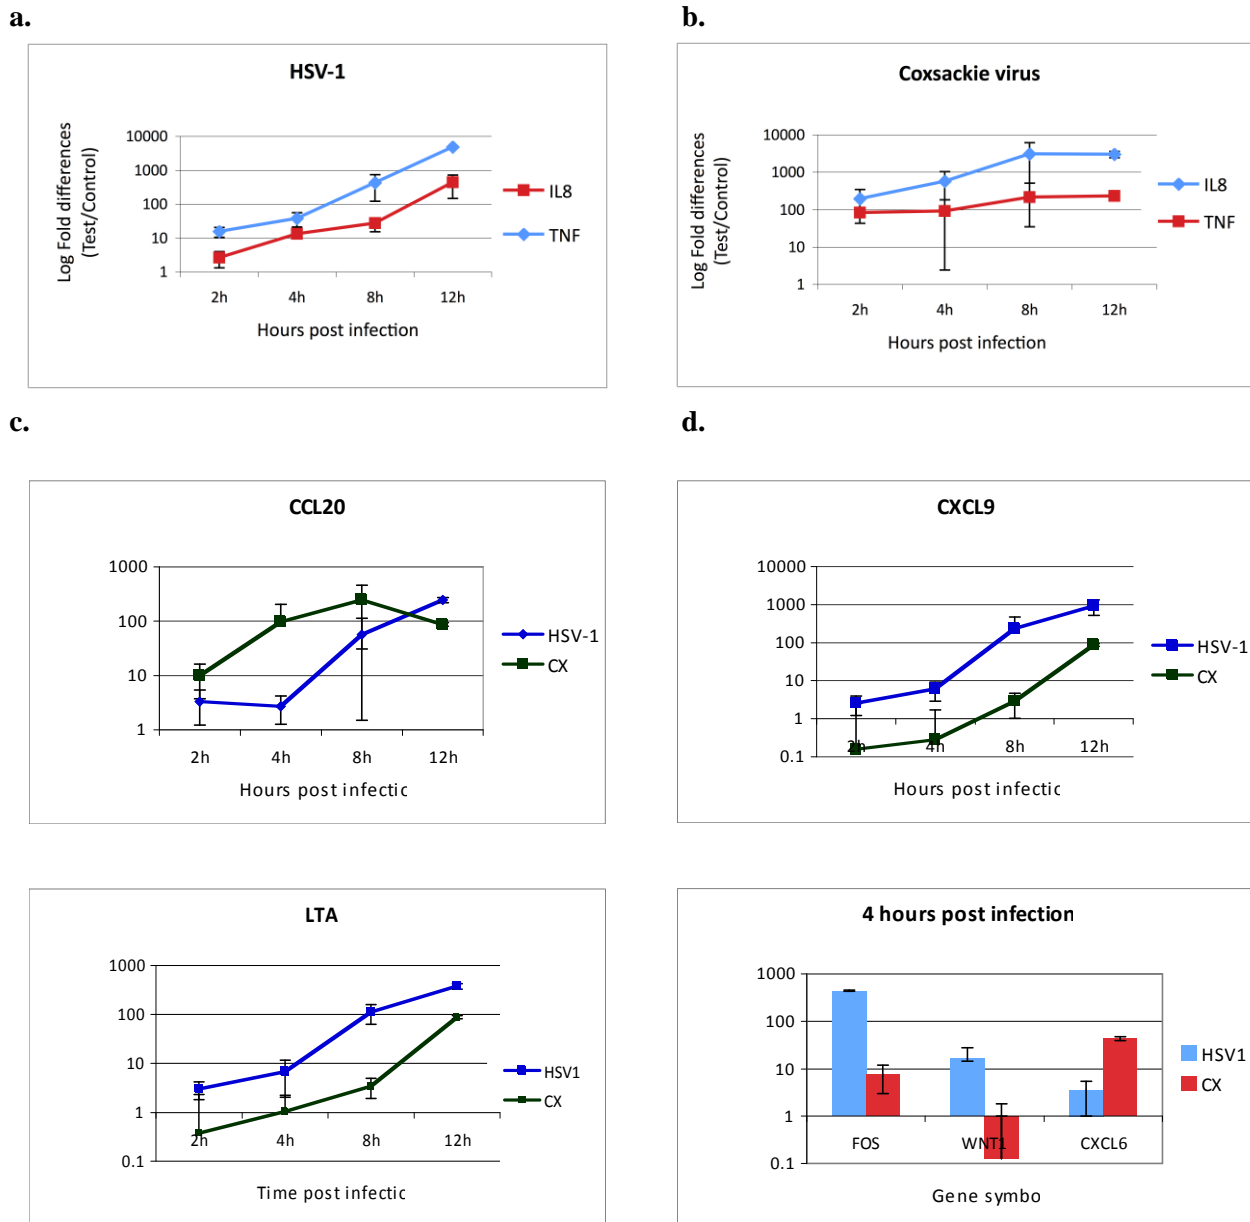 a.
HSV-1
Log Fold differences
(Test/Control)
10000
1000
100
10
1
2h
4h
8h
12h
Hours post infection
IL8
TNF
b.
Coxsackie virus
Log Fold differences
(Test/Control)
10000
1000
100
10
1
2h
4h
8h
12h
Hours post infection
IL8
TNF
c.
CCL20
1000
100
10
1
2h
4h
8h
12h
Hours post infectic
HSV-1
CX
d.
CXCL9
10000
1000
100
10
1
0.1
2h
4h
8h
12h
Hours post infectic
HSV-1
CX
LTA
1000
100
10
1
0.1
2h
4h
8h
12h
Time post infectic
HSV1
CX
4 hours post infection
1000
100
10
1
0.1
FOS
WNT1
CXCL6
Gene symbo
HSV1
CX